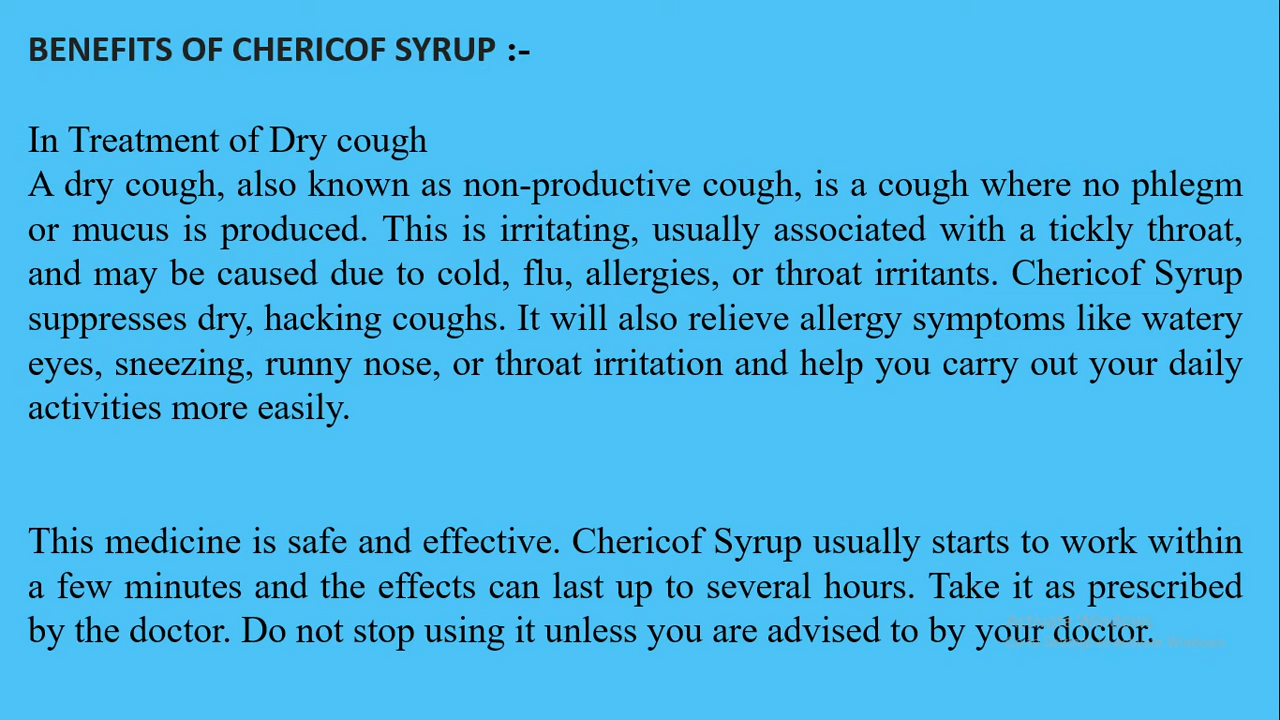 BENEFITS OF CHERICOF SYRUP :-
In Treatment of Dry cough
A dry cough, also known as non-productive cough, is a cough where no phlegm
or mucus is produced. This is irritating, usually associated with a tickly throat,
and may be caused due to cold, flu, allergies, or throat irritants. Chericof Syrup
suppresses dry, hacking coughs. It will also relieve allergy symptoms like watery
eyes, sneezing, runny nose, or throat irritation and help you carry out your daily
activities more easily.
This medicine is safe and effective. Chericof Syrup usually starts to work within
a few minutes and the effects can last up to several hours. Take it as prescribed
by the doctor. Do not stop using it unless you are advised to by your doctor.